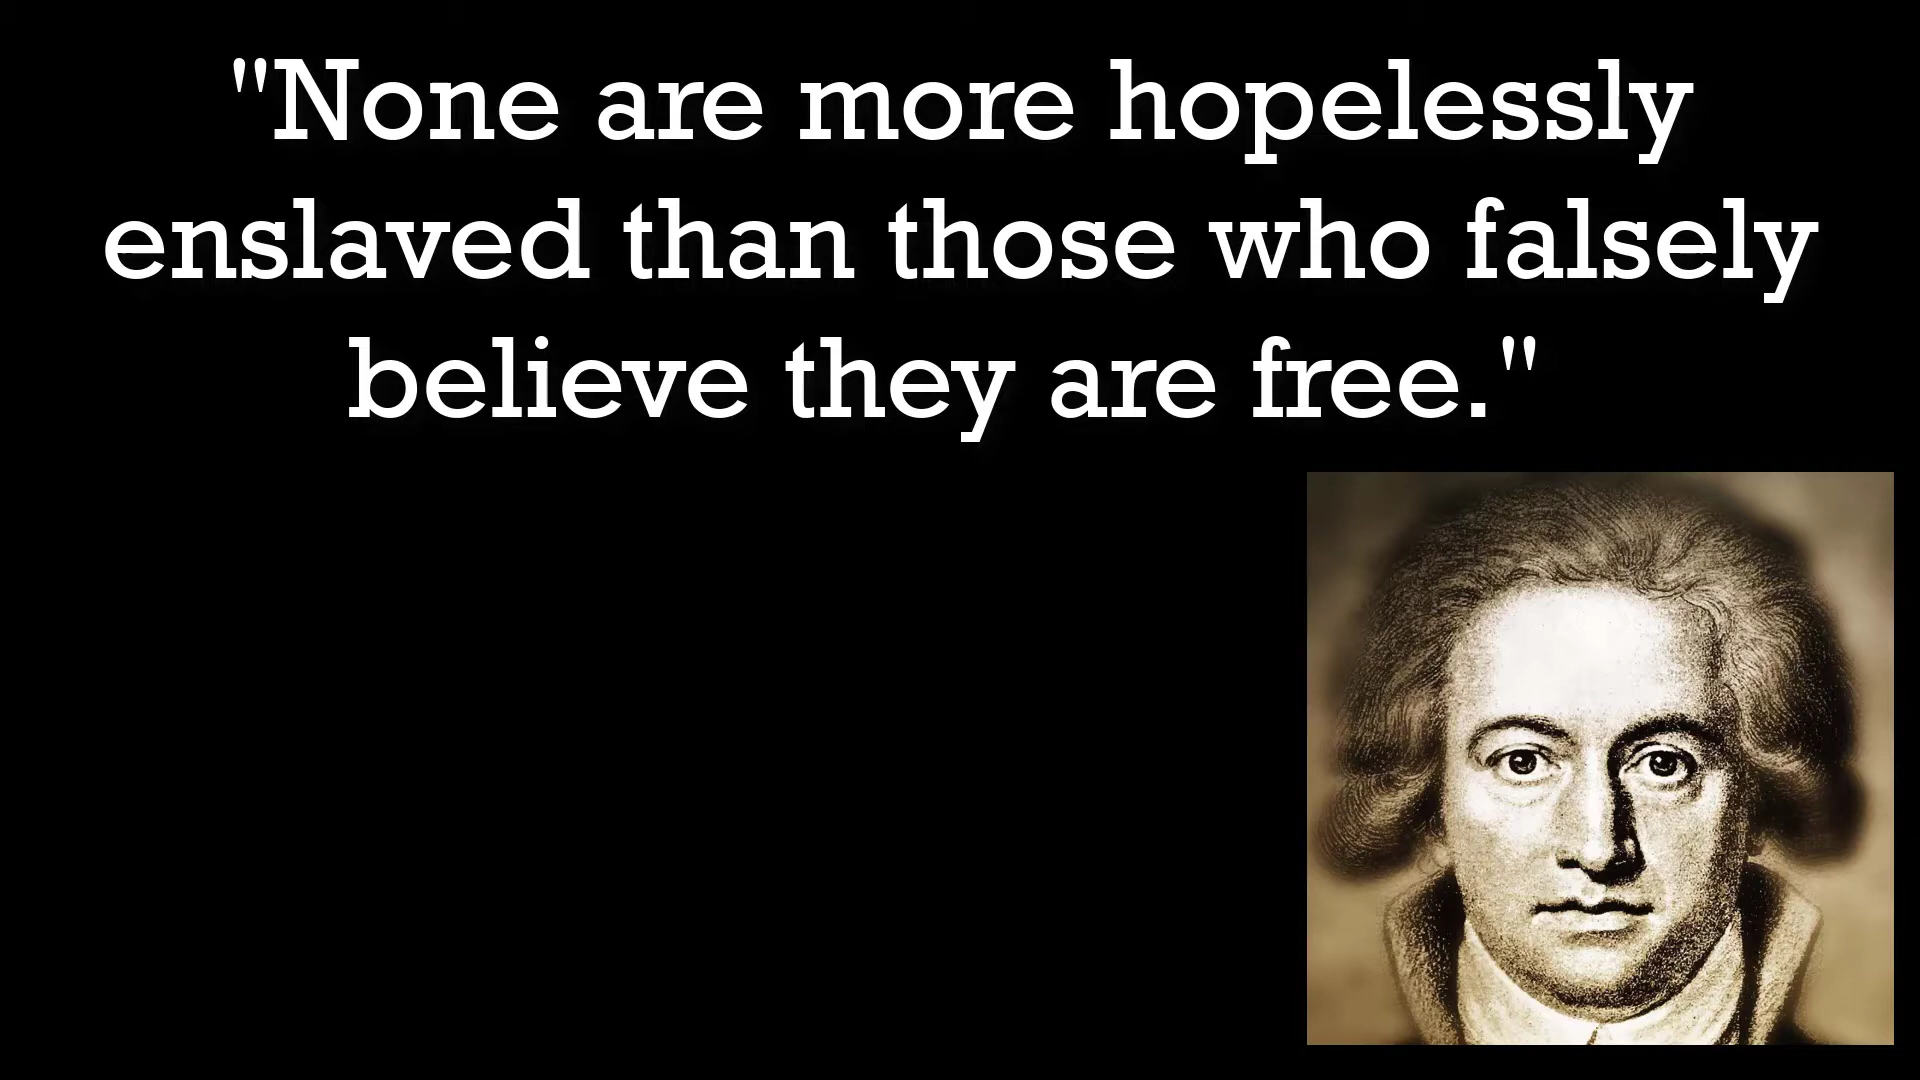 "None are more hopelessly
enslaved than those who falsely
believe they are free."